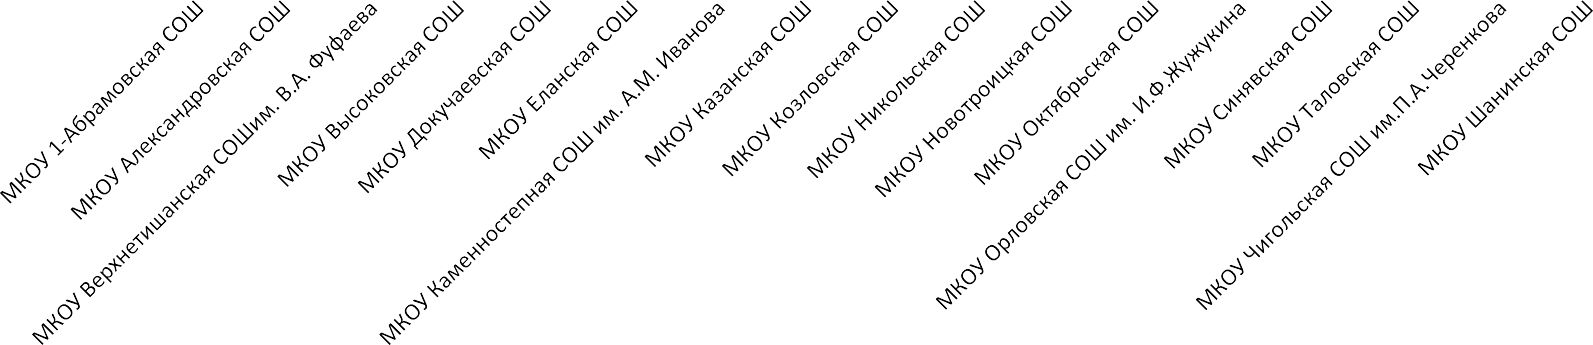 МКОУ 1-Абрамовская СОШ
МКОУ Александровская СОШ
МКОУ Верхнетишанская СОШим. В.А. Фуфаева
МКОУ Высоковская СОШ
МКОУ Докучаевская СОШ
МКОУ Еланская СОШ
МКОУ Каменностепная СОШ им. А.М. Иванова
МКОУ Казанская СОШ
МКОУ Козловская СОШ
МКОУ Никольская СОШ
МКОУ Новотроицкая СОШ
МКОУ Октябрьская СОШ
МКОУ Орловская СОШ им. И.Ф.Жужукина
МКОУ Синявская СОШ
МКОУ Таловская СОШ
МКОУ Чигольская СОШ им.П.А. Черенкова
МКОУ Шанинская СОШ